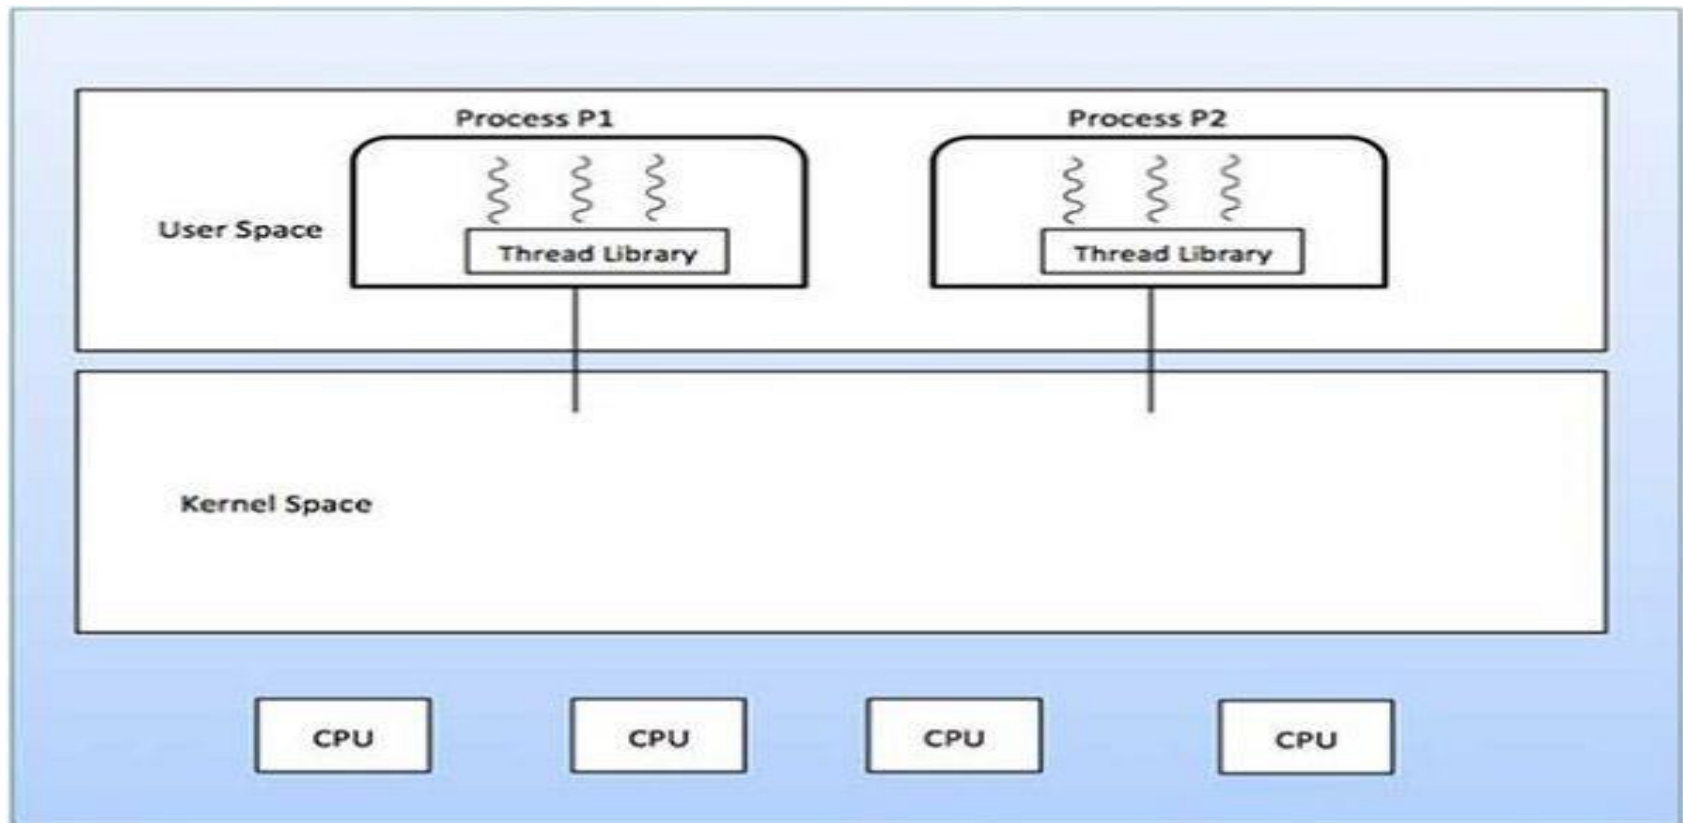 Process P1
Process P2
User Space
Thread Library
Thread Library
Kernel Space
CPU
CPU
CPU
CPU